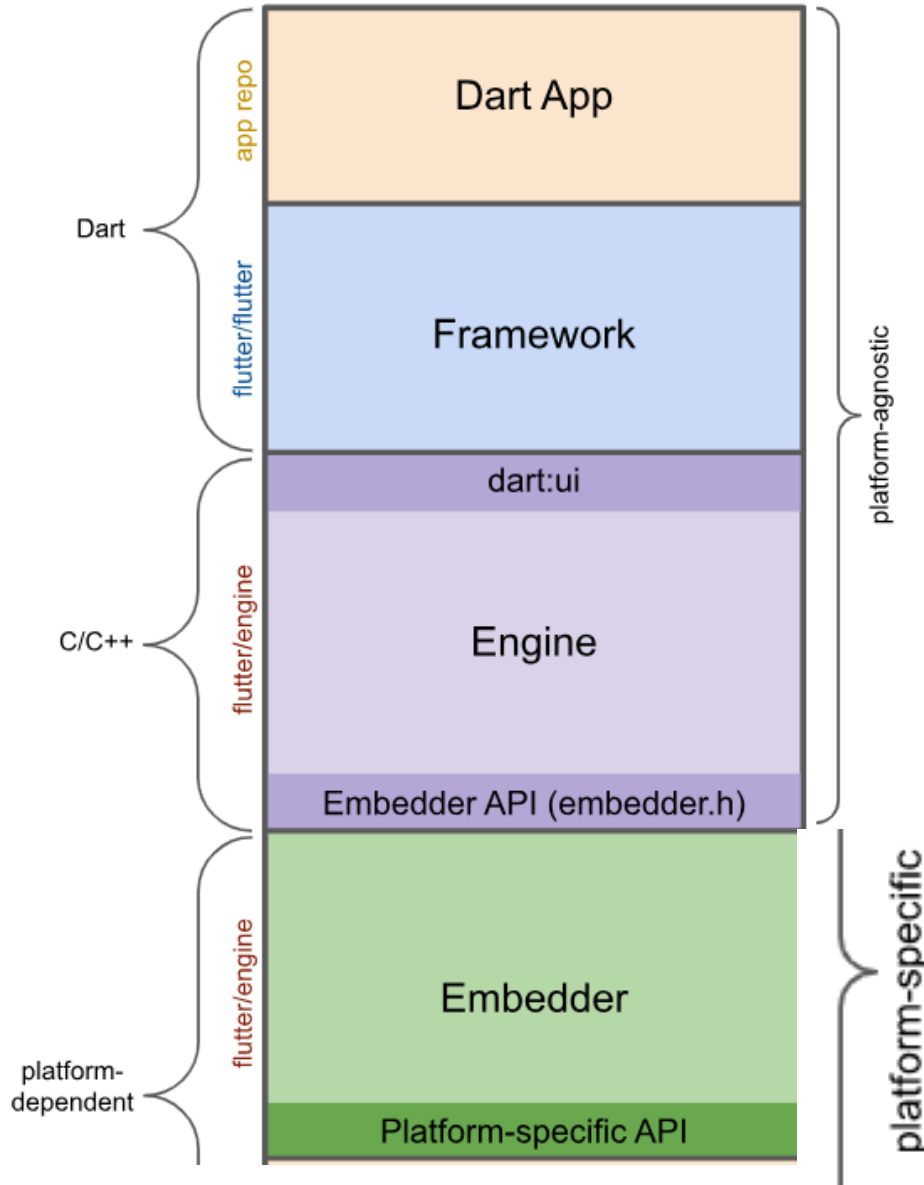 app repo
Dart App
Dart
flutter/flutter
Framework
platform-agnostic
dart:ui
C/C++
flutter/engine
Engine
Embedder API (embedder.h)
platform-specific
flutter/engine
Embedder
platform-
dependent
Platform-specific API